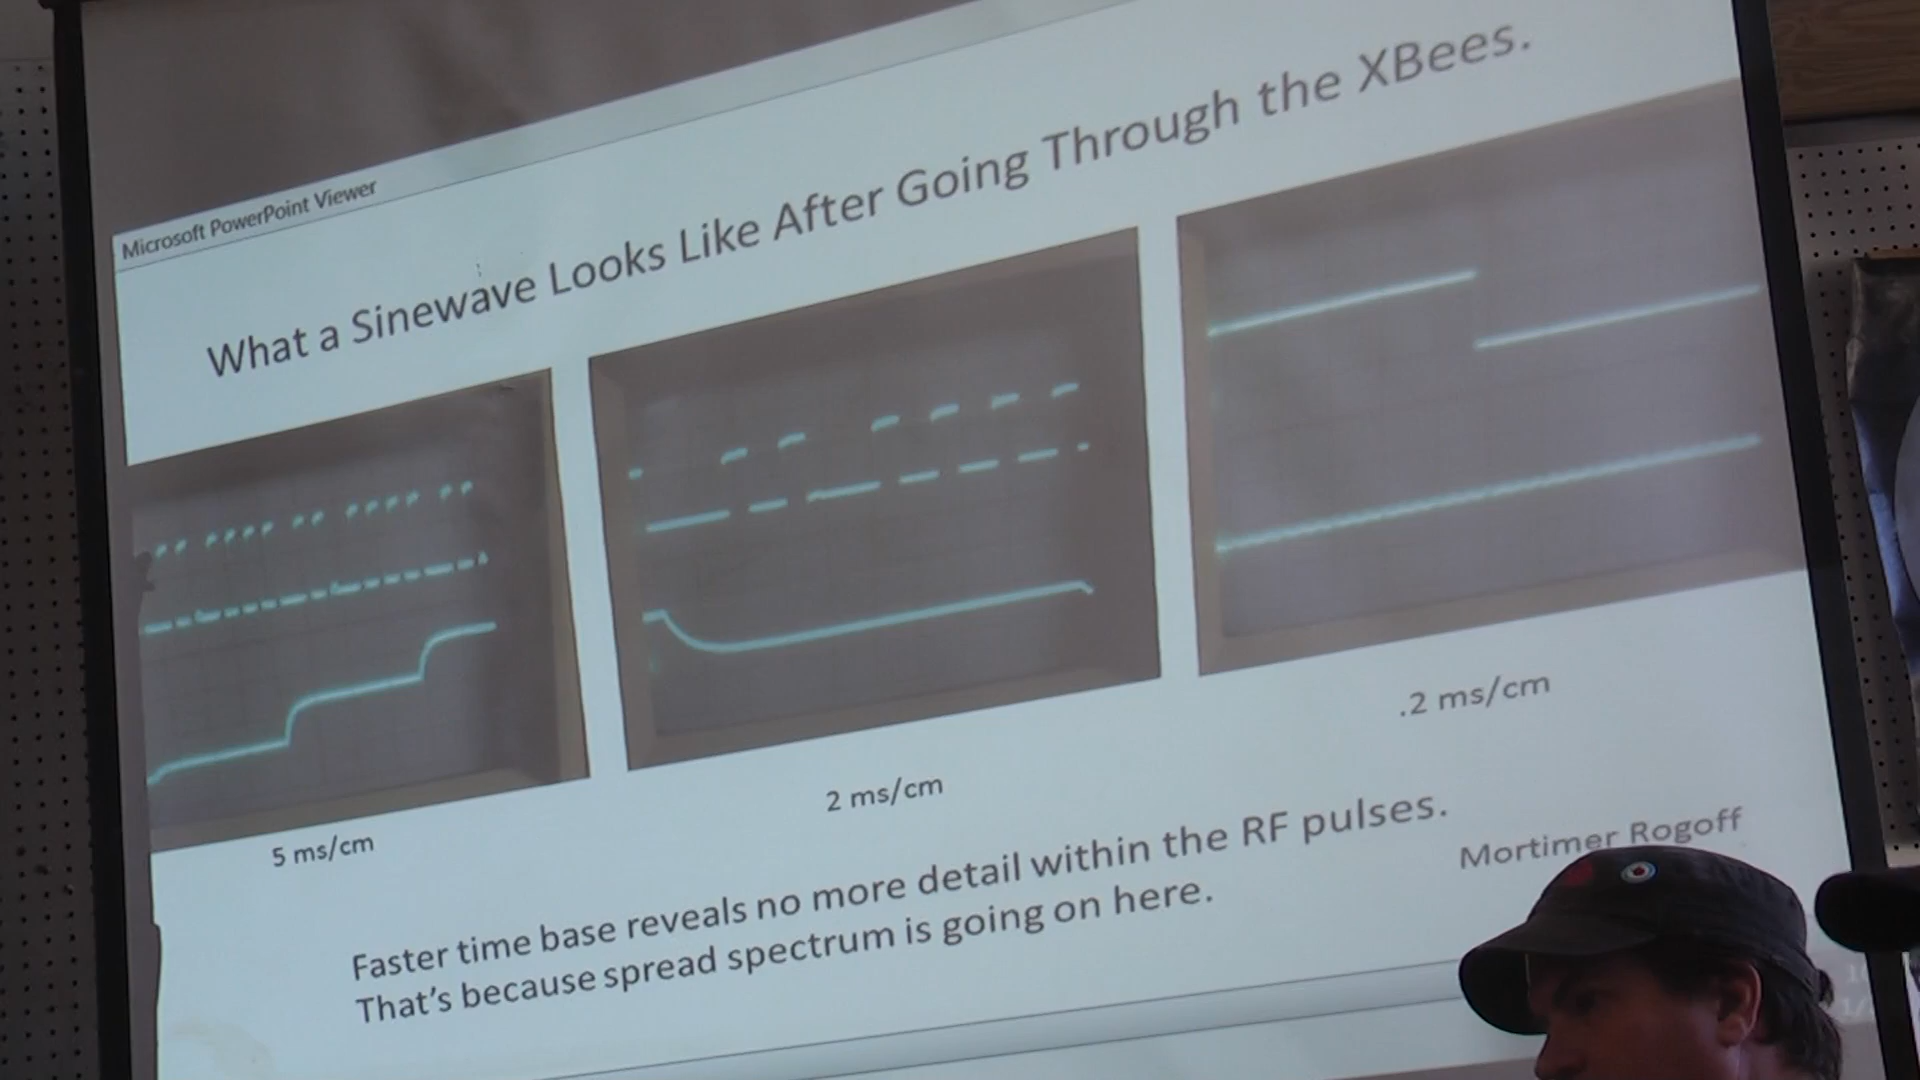 Microsoft PowerPoint Viewer
What a Sinewave Looks Like After Going Through the XBees.
5 ms/cm
2 ms/cm
.2 ms/cm
Faster time base reveals no more detail within the RF pulses.
That's because spread spectrum is going on here.
Mortimer Rogoff